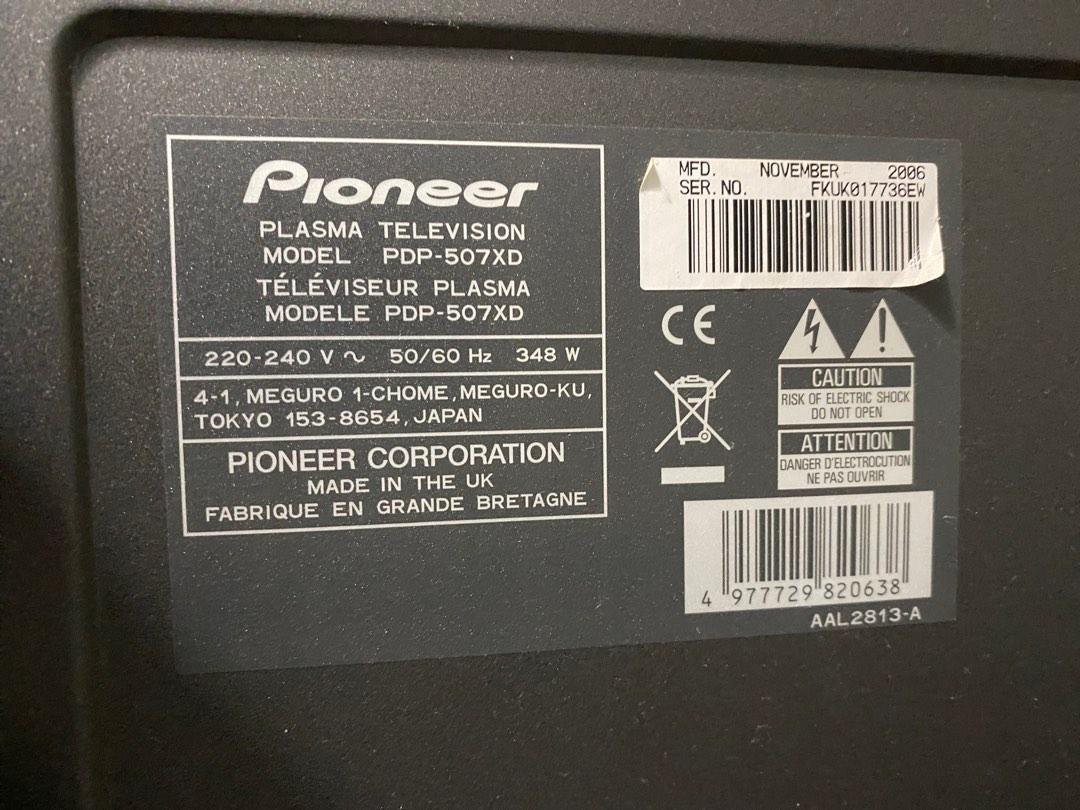 Pioneer
PLASMA TELEVISION
MODEL PDP-507XD
TÉLÉVISEUR PLASMA
MODELE PDP-507XD
220-240 V ∿ 50/60 Hz 348 W
4-1, MEGURO 1-CHOME, MEGURO-KU,
TOKYO 153-8654, JAPAN
PIONEER CORPORATION
MADE IN THE UK
FABRIQUE EN GRANDE BRETAGNE
MFD. NOVEMBER 2006
SER. NO. FKUK017736EW
CE
CAUTION
RISK OF ELECTRIC SHOCK
DO NOT OPEN
ATTENTION
DANGER D'ELECTROCUTION
NE PAS OUVRIR
4 977729 820638
AAL2813-A